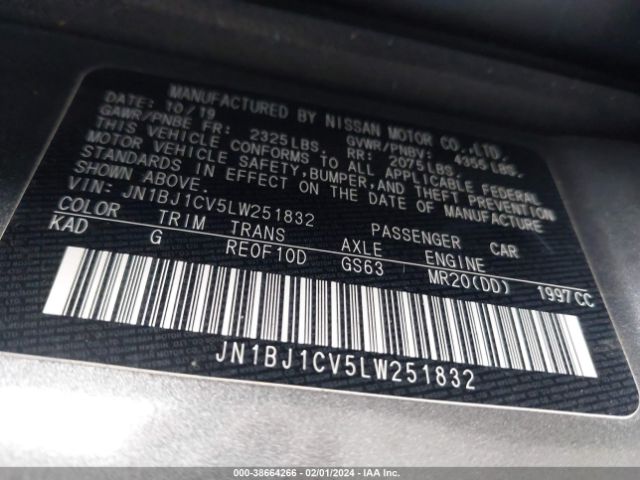 MANUFACTURED BY NISSAN MOTOR CO.,LTD.
DATE: 10/19 GVWR/PNBV: 4355 LBS.
GAWR/PNBE FR: 2325LBS. RR: 2075LBS.
THIS VEHICLE CONFORMS TO ALL APPLICABLE FEDERAL
MOTOR VEHICLE SAFETY,BUMPER,AND THEFT PREVENTION
STANDARDS IN EFFECT ON THE DATE OF MANUFACTURE
SHOWN ABOVE.
VIN: JN1BJ1CV5LW251832 PASSENGER CAR
COLOR TRIM TRANS AXLE ENGINE
KAD G RE0F10D GS63 MR20(DD) 1997CC
JN1BJ1CV5LW251832
000-38664266 - 02/01/2024 - IAA Inc.